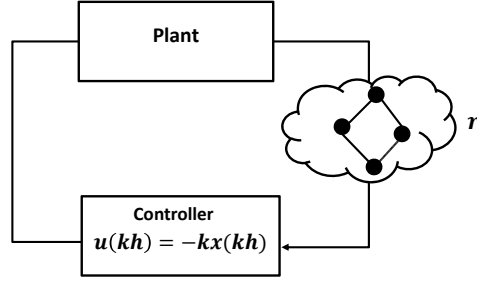 Plant
r
Controller
u(kh) = −kx(kh)